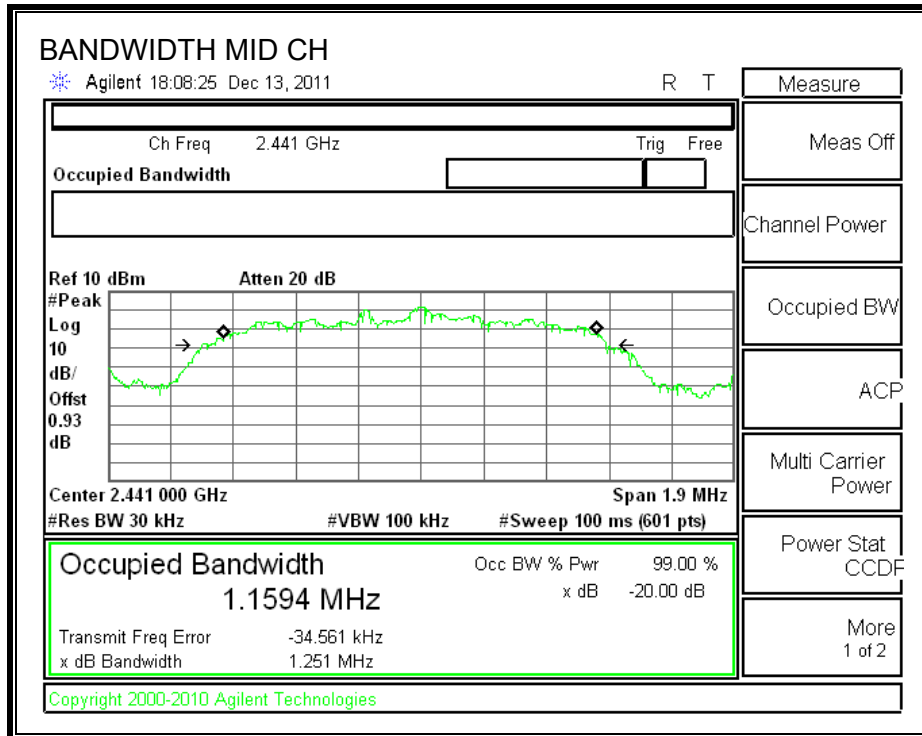 BANDWIDTH MID CH
Agilent 18:08:25 Dec 13, 2011 R T
Measure
Ch Freq 2.441 GHz Trig Free
Meas Off
Occupied Bandwidth
Channel Power
Ref 10 dBm Atten 20 dB
#Peak
Log
10
dB/
Offst
0.93
dB
Occupied BW
ACP
Multi Carrier
Power
Center 2.441 000 GHz Span 1.9 MHz
#Res BW 30 kHz #VBW 100 kHz #Sweep 100 ms (601 pts)
Power Stat
CCDF
Occupied Bandwidth Occ BW % Pwr 99.00 %
1.1594 MHz x dB -20.00 dB
Transmit Freq Error -34.561 kHz
x dB Bandwidth 1.251 MHz
More
1 of 2
Copyright 2000-2010 Agilent Technologies